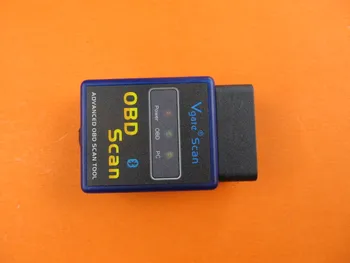 Vgate® Scan
Power OBD PC
OBD
Scan
ADVANCED OBD SCAN TOOL